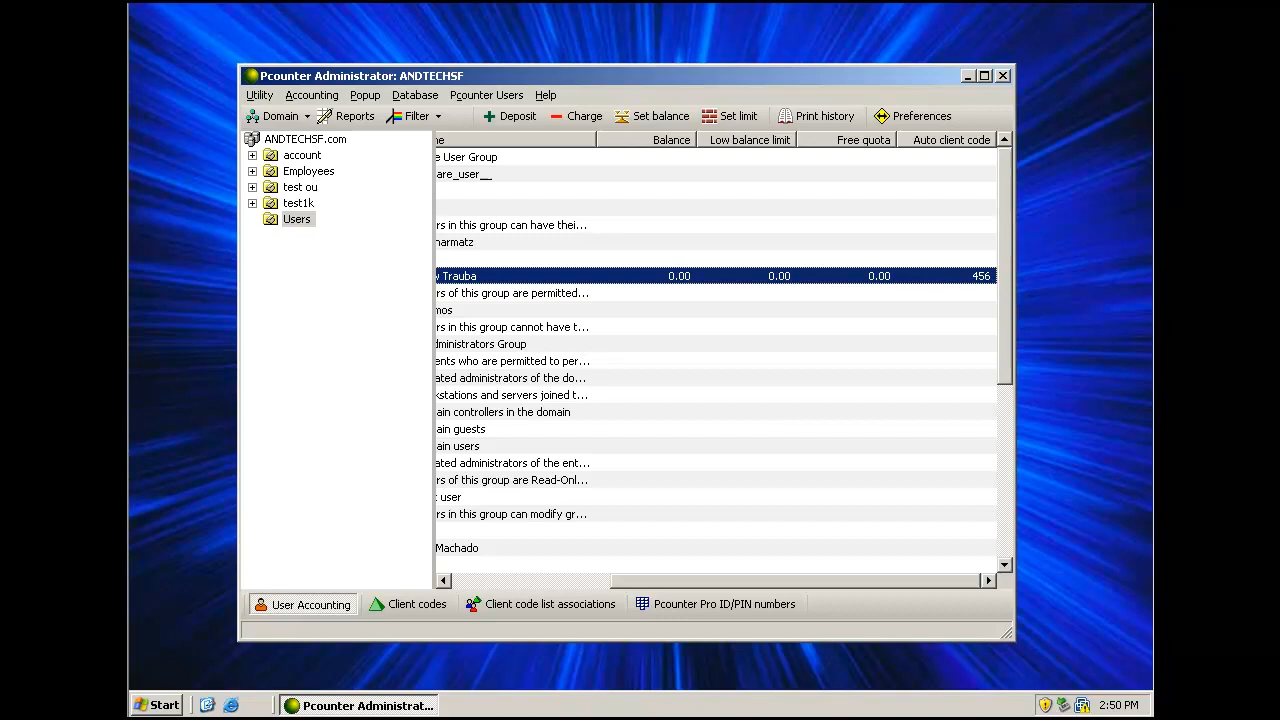 Pcounter Administrator: ANDTECHSF
Utility Accounting Popup Database Pcounter Users Help
Domain Reports Filter Deposit Charge Set balance Set limit Print history Preferences
ANDTECHSF.com
account
Employees
test ou
test1k
Users
me Balance Low balance limit Free quota Auto client code
e User Group
are_user__
rs in this group can have thei...
harmatz
w Trauba 0.00 0.00 0.00 456
rs of this group are permitted...
mos
rs in this group cannot have t...
dministrators Group
ents who are permitted to per...
ated administrators of the do...
kstations and servers joined t...
ain controllers in the domain
ain guests
ain users
ated administrators of the ent...
rs of this group are Read-Onl...
t user
rs in this group can modify gr...
Machado
User Accounting Client codes Client code list associations Pcounter Pro ID/PIN numbers
Start Pcounter Administrat... 2:50 PM